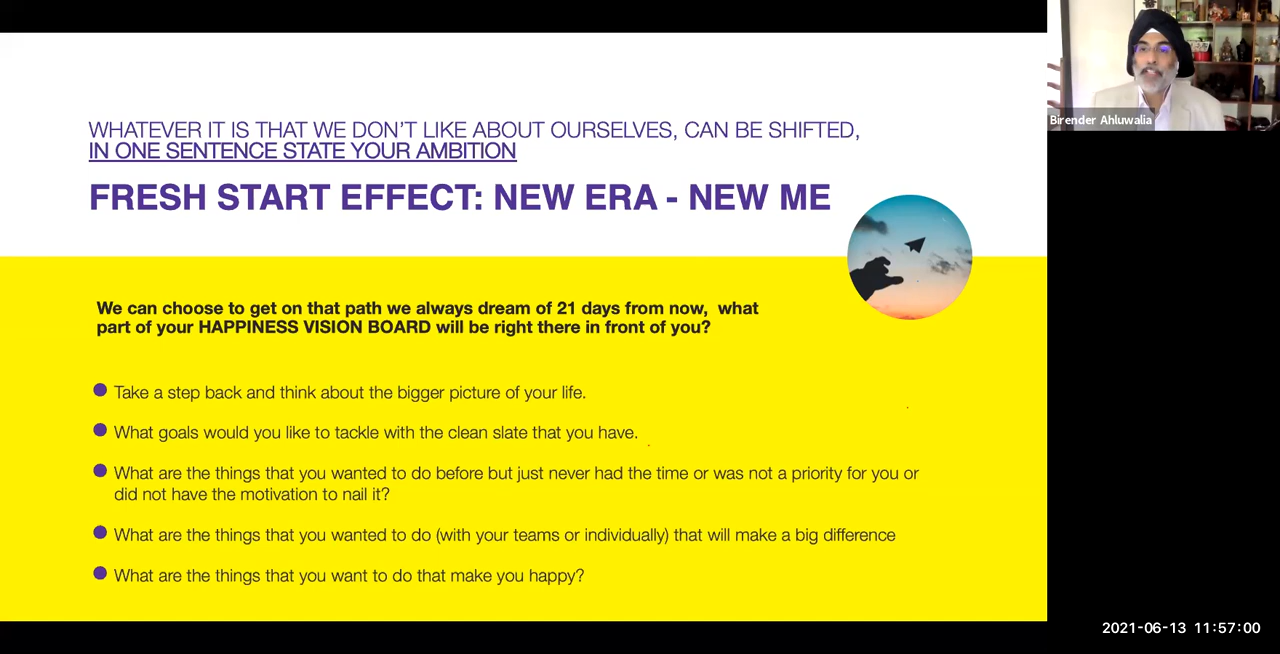 WHATEVER IT IS THAT WE DON'T LIKE ABOUT OURSELVES, CAN BE SHIFTED,
IN ONE SENTENCE STATE YOUR AMBITION
FRESH START EFFECT: NEW ERA - NEW ME
We can choose to get on that path we always dream of 21 days from now, what
part of your HAPPINESS VISION BOARD will be right there in front of you?
Take a step back and think about the bigger picture of your life.
What goals would you like to tackle with the clean slate that you have.
What are the things that you wanted to do before but just never had the time or was not a priority for you or
did not have the motivation to nail it?
What are the things that you wanted to do (with your teams or individually) that will make a big difference
What are the things that you want to do that make you happy?
Birender Ahluwalia
2021-06-13 11:57:00